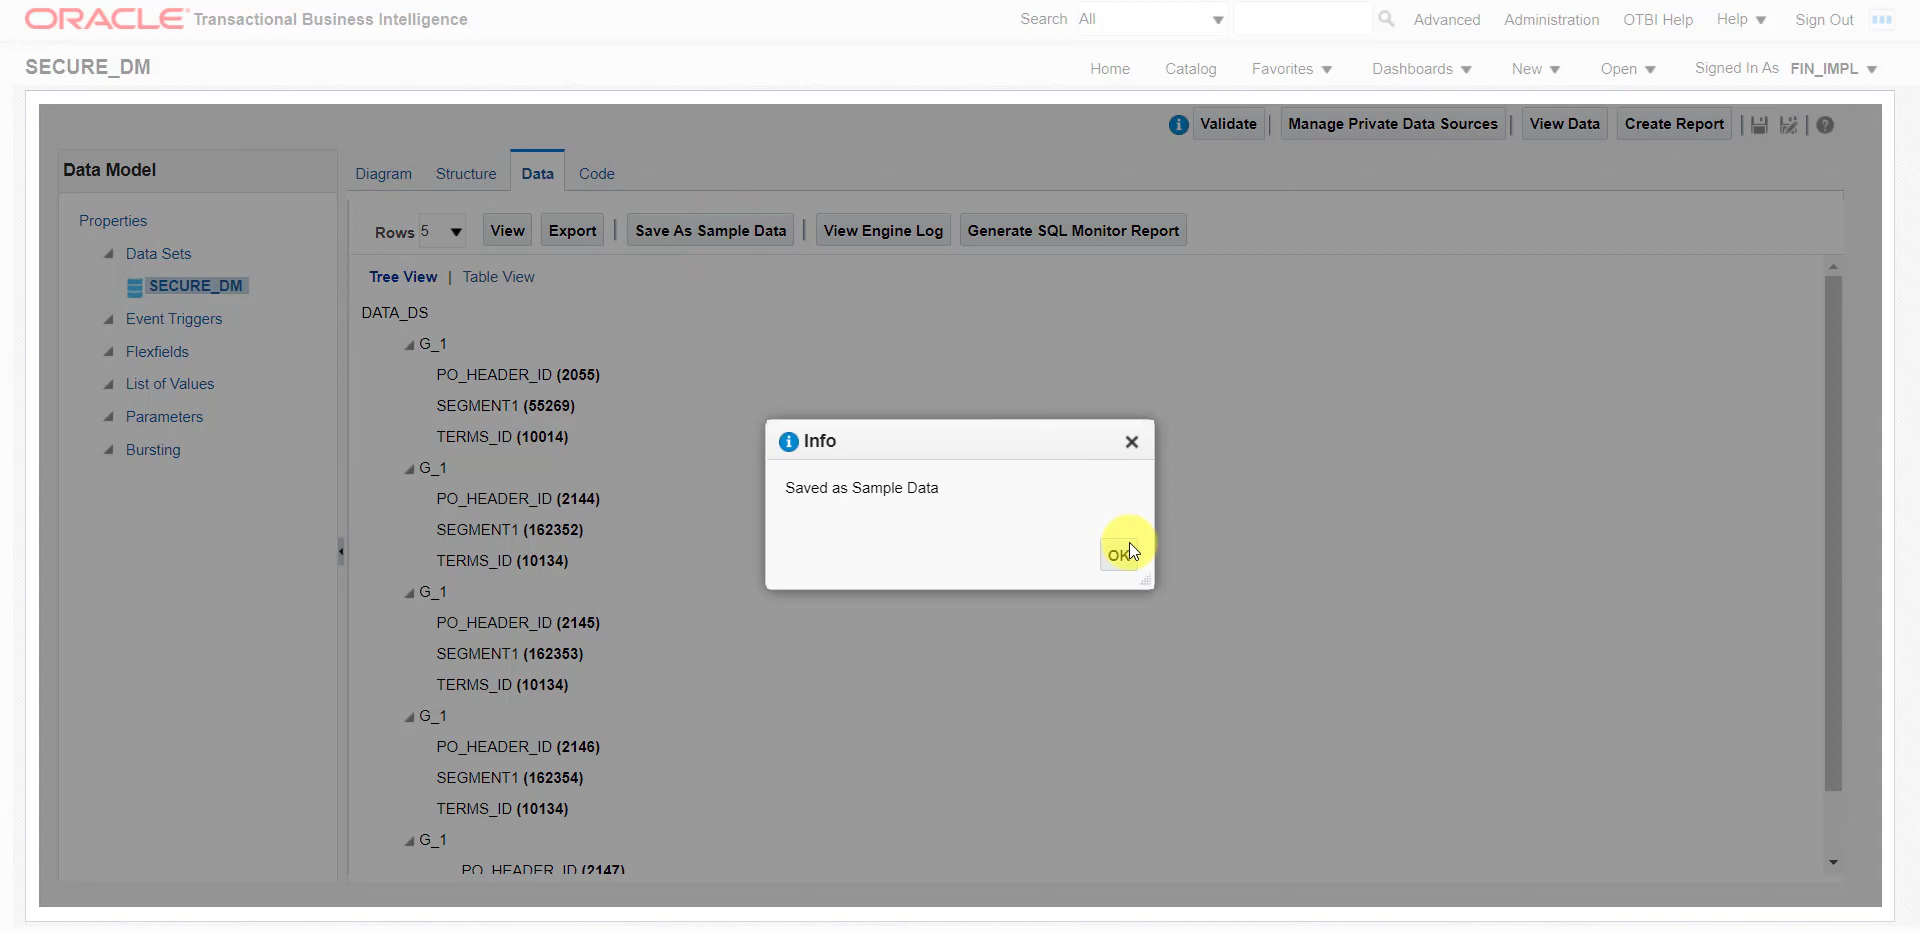 ORACLE Transactional Business Intelligence
Search All Advanced Administration OTBI Help Help Sign Out
SECURE_DM
Home Catalog Favorites Dashboards New Open Signed In As FIN_IMPL
Validate | Manage Private Data Sources | View Data Create Report | |
Data Model
Diagram Structure Data Code
Properties
Data Sets
SECURE_DM
Event Triggers
Flexfields
List of Values
Parameters
Bursting
Rows 5 View Export | Save As Sample Data | View Engine Log Generate SQL Monitor Report
Tree View | Table View
DATA_DS
G_1
PO_HEADER_ID (2055)
SEGMENT1 (55269)
TERMS_ID (10014)
G_1
PO_HEADER_ID (2144)
SEGMENT1 (162352)
TERMS_ID (10134)
G_1
PO_HEADER_ID (2145)
SEGMENT1 (162353)
TERMS_ID (10134)
G_1
PO_HEADER_ID (2146)
SEGMENT1 (162354)
TERMS_ID (10134)
G_1
PO_HEADER_ID (2147)
Info
Saved as Sample Data
OK